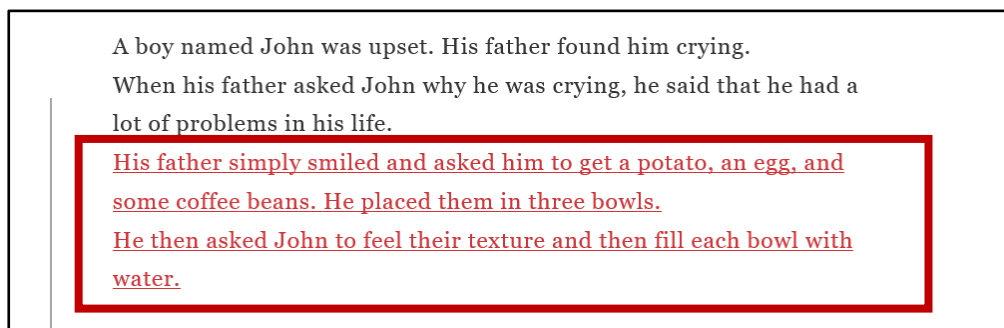 A boy named John was upset. His father found him crying.
When his father asked John why he was crying, he said that he had a
lot of problems in his life.
His father simply smiled and asked him to get a potato, an egg, and
some coffee beans. He placed them in three bowls.
He then asked John to feel their texture and then fill each bowl with
water.